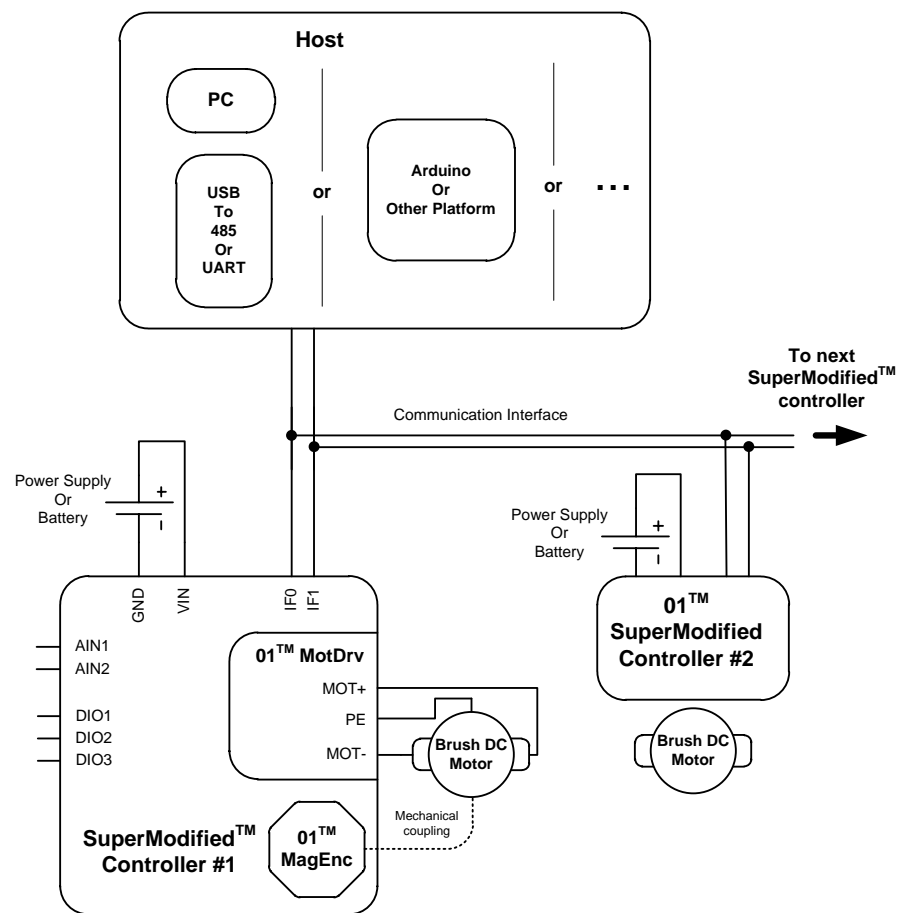 Host
PC
USB
To
485
Or
UART
or
Arduino
Or
Other Platform
or
...
To next
SuperModified™
controller
Communication Interface
Power Supply
Or
Battery
+
-
Power Supply
Or
Battery
+
-
GND
VIN
IF0
IF1
01™
SuperModified
Controller #2
AIN1
AIN2
DIO1
DIO2
DIO3
01™ MotDrv
MOT+
PE
MOT-
Brush DC
Motor
Brush DC
Motor
Mechanical
coupling
SuperModified™
Controller #1
01™
MagEnc